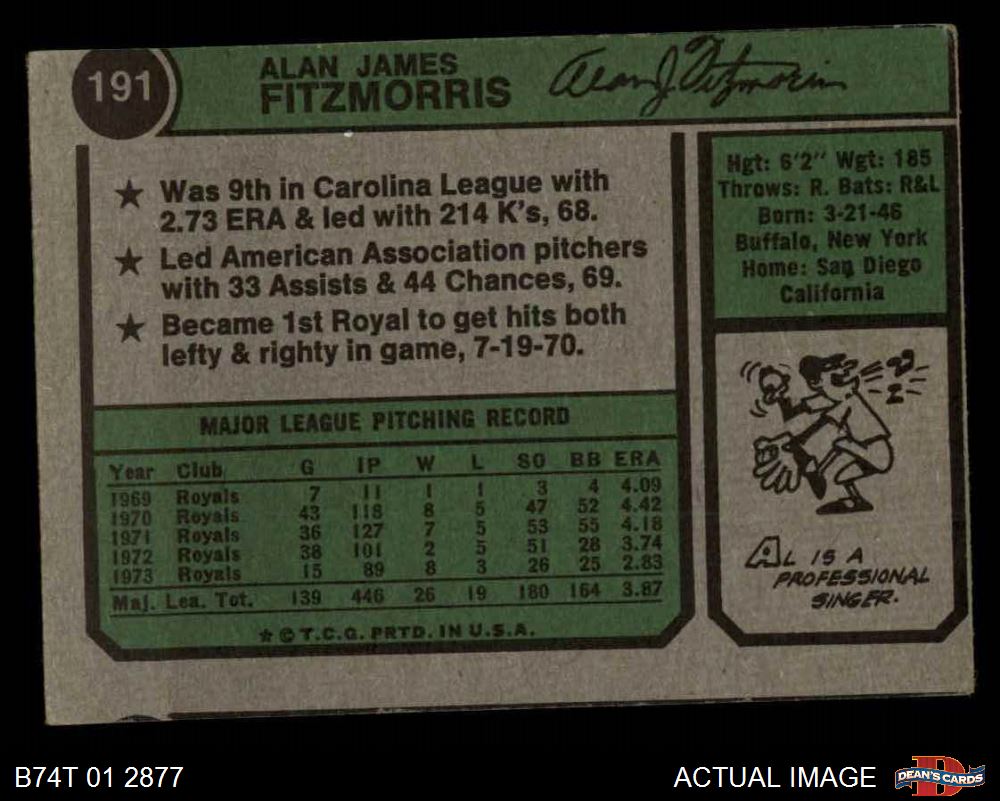 191
ALAN JAMES
FITZMORRIS
Alan J Fitzmorris
★ Was 9th in Carolina League with
2.73 ERA & led with 214 K's, 68.
★ Led American Association pitchers
with 33 Assists & 44 Chances, 69.
★ Became 1st Royal to get hits both
lefty & righty in game, 7-19-70.
MAJOR LEAGUE PITCHING RECORD
Year Club G IP W L SO BB ERA
1969 Royals 7 11 1 1 3 4 4.09
1970 Royals 43 118 8 5 47 52 4.42
1971 Royals 36 127 7 5 53 55 4.18
1972 Royals 38 101 2 5 51 28 3.74
1973 Royals 15 89 8 3 26 25 2.83
Maj. Lea. Tot. 139 446 26 19 180 164 3.87
★ © T.C.G. PRTD. IN U.S.A.
Hgt: 6'2" Wgt: 185
Throws: R. Bats: R&L
Born: 3-21-46
Buffalo, New York
Home: San Diego
California
AL IS A
PROFESSIONAL
SINGER.
B74T 01 2877
ACTUAL IMAGE
D
DEAN'S CARDS